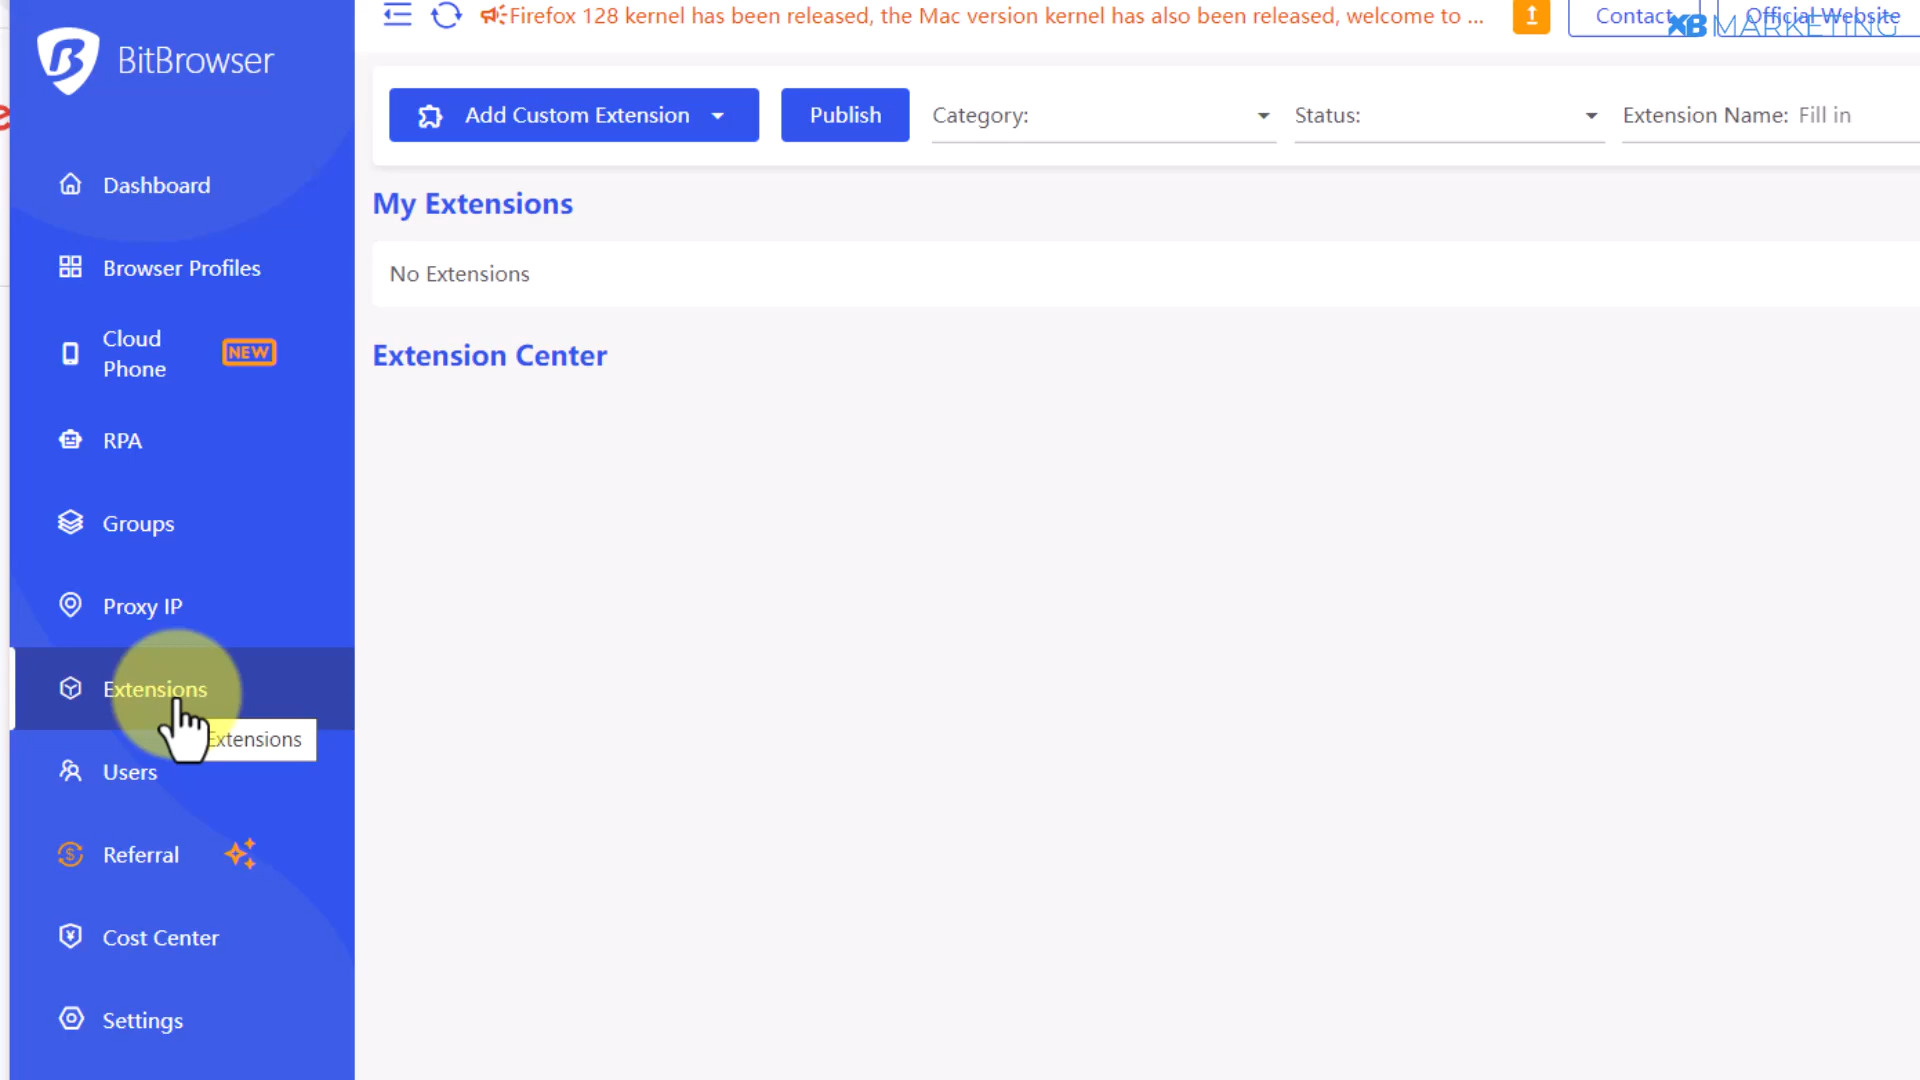 Firefox 128 kernel has been released, the Mac version kernel has also been released, welcome to ...
Contact
Official Website
XB MARKETING
BitBrowser
Add Custom Extension
Publish
Category:
Status:
Extension Name: Fill in
Dashboard
My Extensions
Browser Profiles
No Extensions
Cloud
Phone
NEW
Extension Center
RPA
Groups
Proxy IP
Extensions
Extensions
Users
Referral
Cost Center
Settings